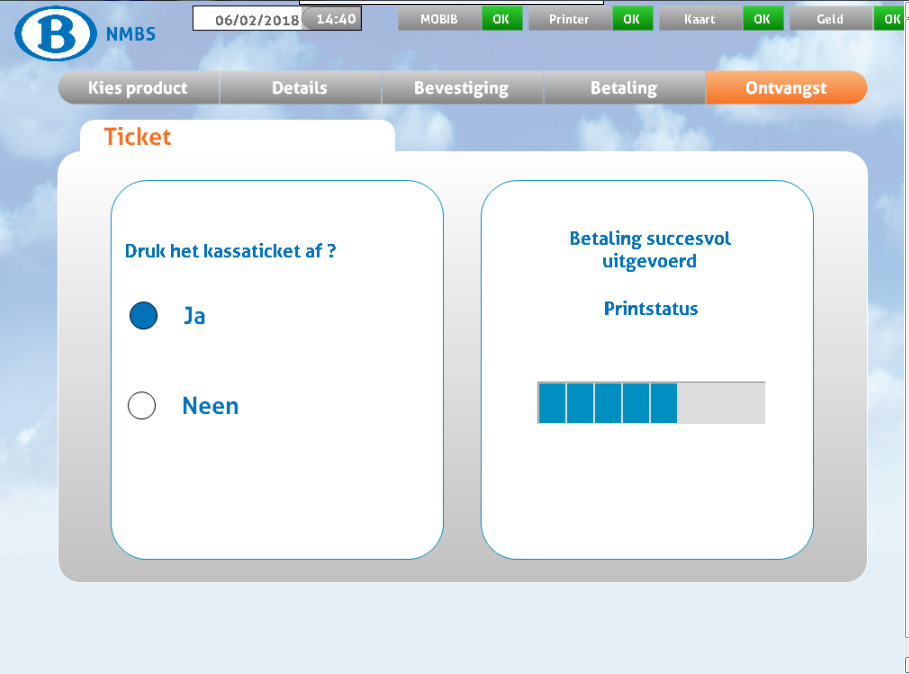 B NMBS
06/02/2018 14:40
MOBIB OK Printer OK Kaart OK Geld OK
Kies product Details Bevestiging Betaling Ontvangst
Ticket
Druk het kassaticket af ?
Ja
Neen
Betaling succesvol
uitgevoerd
Printstatus